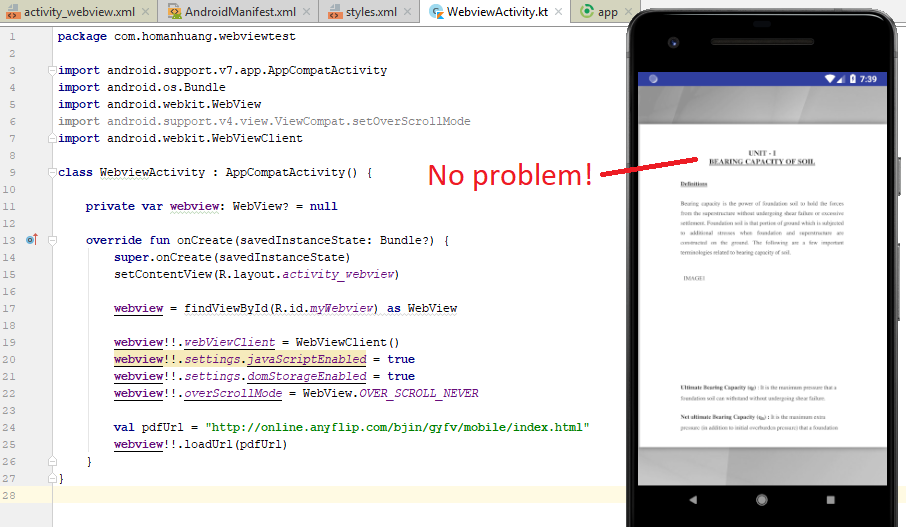 activity_webview.xml AndroidManifest.xml styles.xml WebviewActivity.kt app
1 package com.homanhuang.webviewtest
2
3 import android.support.v7.app.AppCompatActivity
4 import android.os.Bundle
5 import android.webkit.WebView
6 import android.support.v4.view.ViewCompat.setOverScrollMode
7 import android.webkit.WebViewClient
8
9 class WebviewActivity : AppCompatActivity() {
10
11 private var webview: WebView? = null
12
13 override fun onCreate(savedInstanceState: Bundle?) {
14 super.onCreate(savedInstanceState)
15 setContentView(R.layout.activity_webview)
16
17 webview = findViewById(R.id.myWebview) as WebView
18
19 webview!!.webViewClient = WebViewClient()
20 webview!!.settings.javaScriptEnabled = true
21 webview!!.settings.domStorageEnabled = true
22 webview!!.overScrollMode = WebView.OVER_SCROLL_NEVER
23
24 val pdfUrl = "http://online.anyflip.com/bjin/gyfv/mobile/index.html"
25 webview!!.loadUrl(pdfUrl)
26 }
27 }
28
No problem!
7:39
UNIT - I
BEARING CAPACITY OF SOIL
Definitions
Bearing capacity is the power of foundation soil to hold the forces
from the superstructure without undergoing shear failure or excessive
settlement. Foundation soil is that portion of ground which is subjected
to additional stresses when foundation and superstructure are
constructed on the ground. The following are a few important
terminologies related to bearing capacity of soil.
IMAGE1
Ultimate Bearing Capacity (qf) : It is the maximum pressure that a
foundation soil can withstand without undergoing shear failure.
Net ultimate Bearing Capacity (qn) : It is the maximum extra
pressure (in addition to initial overburden pressure) that a foundation